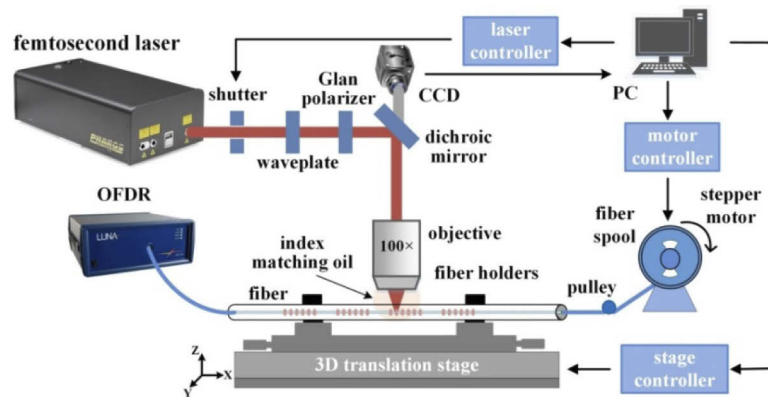 femtosecond laser
shutter
Glan
polarizer
waveplate
CCD
dichroic
mirror
laser
controller
PC
motor
controller
stepper
motor
fiber
spool
PHAROS
OFDR
LUNA
100×
objective
index
matching oil
fiber holders
fiber
pulley
3D translation stage
stage
controller
Z
X
Y